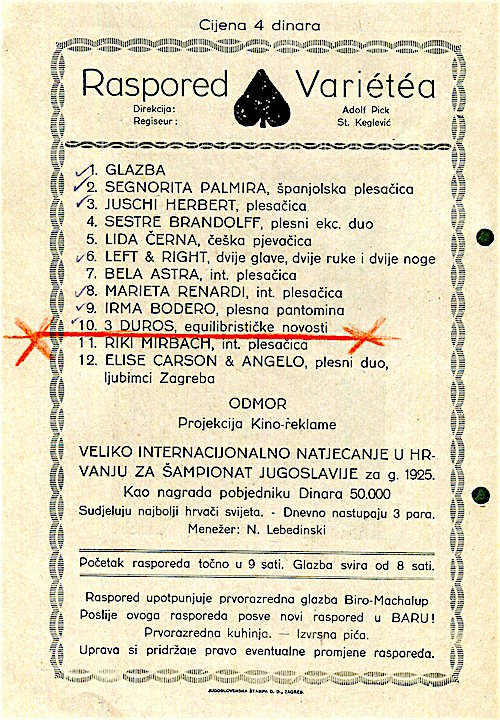 Cijena 4 dinara
Raspored Variétéa
Direkcija: Adolf Pick
Regiseur: St. Keglević
1. GLAZBA
2. SEGNORITA PALMIRA, španjolska plesačica
3. JUSCHI HERBERT, plesačica
4. SESTRE BRANDOLFF, plesni ekc. duo
5. LIDA ČERNA, češka pjevačica
6. LEFT & RIGHT, dvije glave, dvije ruke i dvije noge
7. BELA ASTRA, int. plesačica
8. MARIETA RENARDI, int. plesačica
9. IRMA BODERO, plesna pantomina
10. 3 DUROS, equilibrističke novosti
11. RIKI MIRBACH, int. plesačica
12. ELISE CARSON & ANGELO, plesni duo,
ljubimci Zagreba
ODMOR
Projekcija Kino-reklame
VELIKO INTERNACIJONALNO NATJECANJE U HR-
VANJU ZA ŠAMPIONAT JUGOSLAVIJE za g. 1925.
Kao nagrada pobjedniku Dinara 50.000
Sudjeluju najbolji hrvači svijeta. - Dnevno nastupaju 3 para.
Menežer: N. Lebedinski
Početak rasporeda točno u 9 sati. Glazba svira od 8 sati.
Raspored upotpunjuje prvorazredna glazba Biro-Machalup
Poslije ovoga rasporeda posve novi raspored u BARU!
Prvorazredna kuhinja. — Izvrsna pića.
Uprava si pridržaje pravo eventualne promjene rasporeda.
JUGOSLOVENSKA ŠTAMPA D. D., ZAGREB.